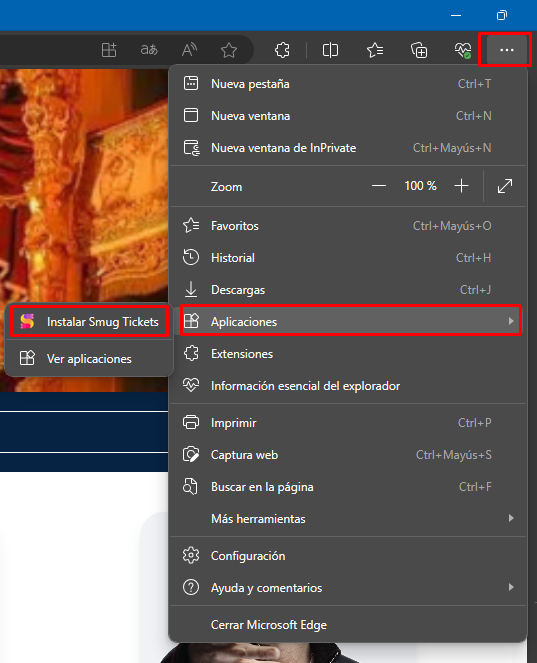 aあ
A
Nueva pestaña Ctrl+T
Nueva ventana Ctrl+N
Nueva ventana de InPrivate Ctrl+Mayús+N
Zoom 100 %
Favoritos Ctrl+Mayús+O
Historial Ctrl+H
Descargas Ctrl+J
Instalar Smug Tickets
Aplicaciones
Ver aplicaciones
Extensiones
Información esencial del explorador
Imprimir Ctrl+P
Captura web Ctrl+Mayús+S
Buscar en la página Ctrl+F
Más herramientas
Configuración
Ayuda y comentarios
Cerrar Microsoft Edge